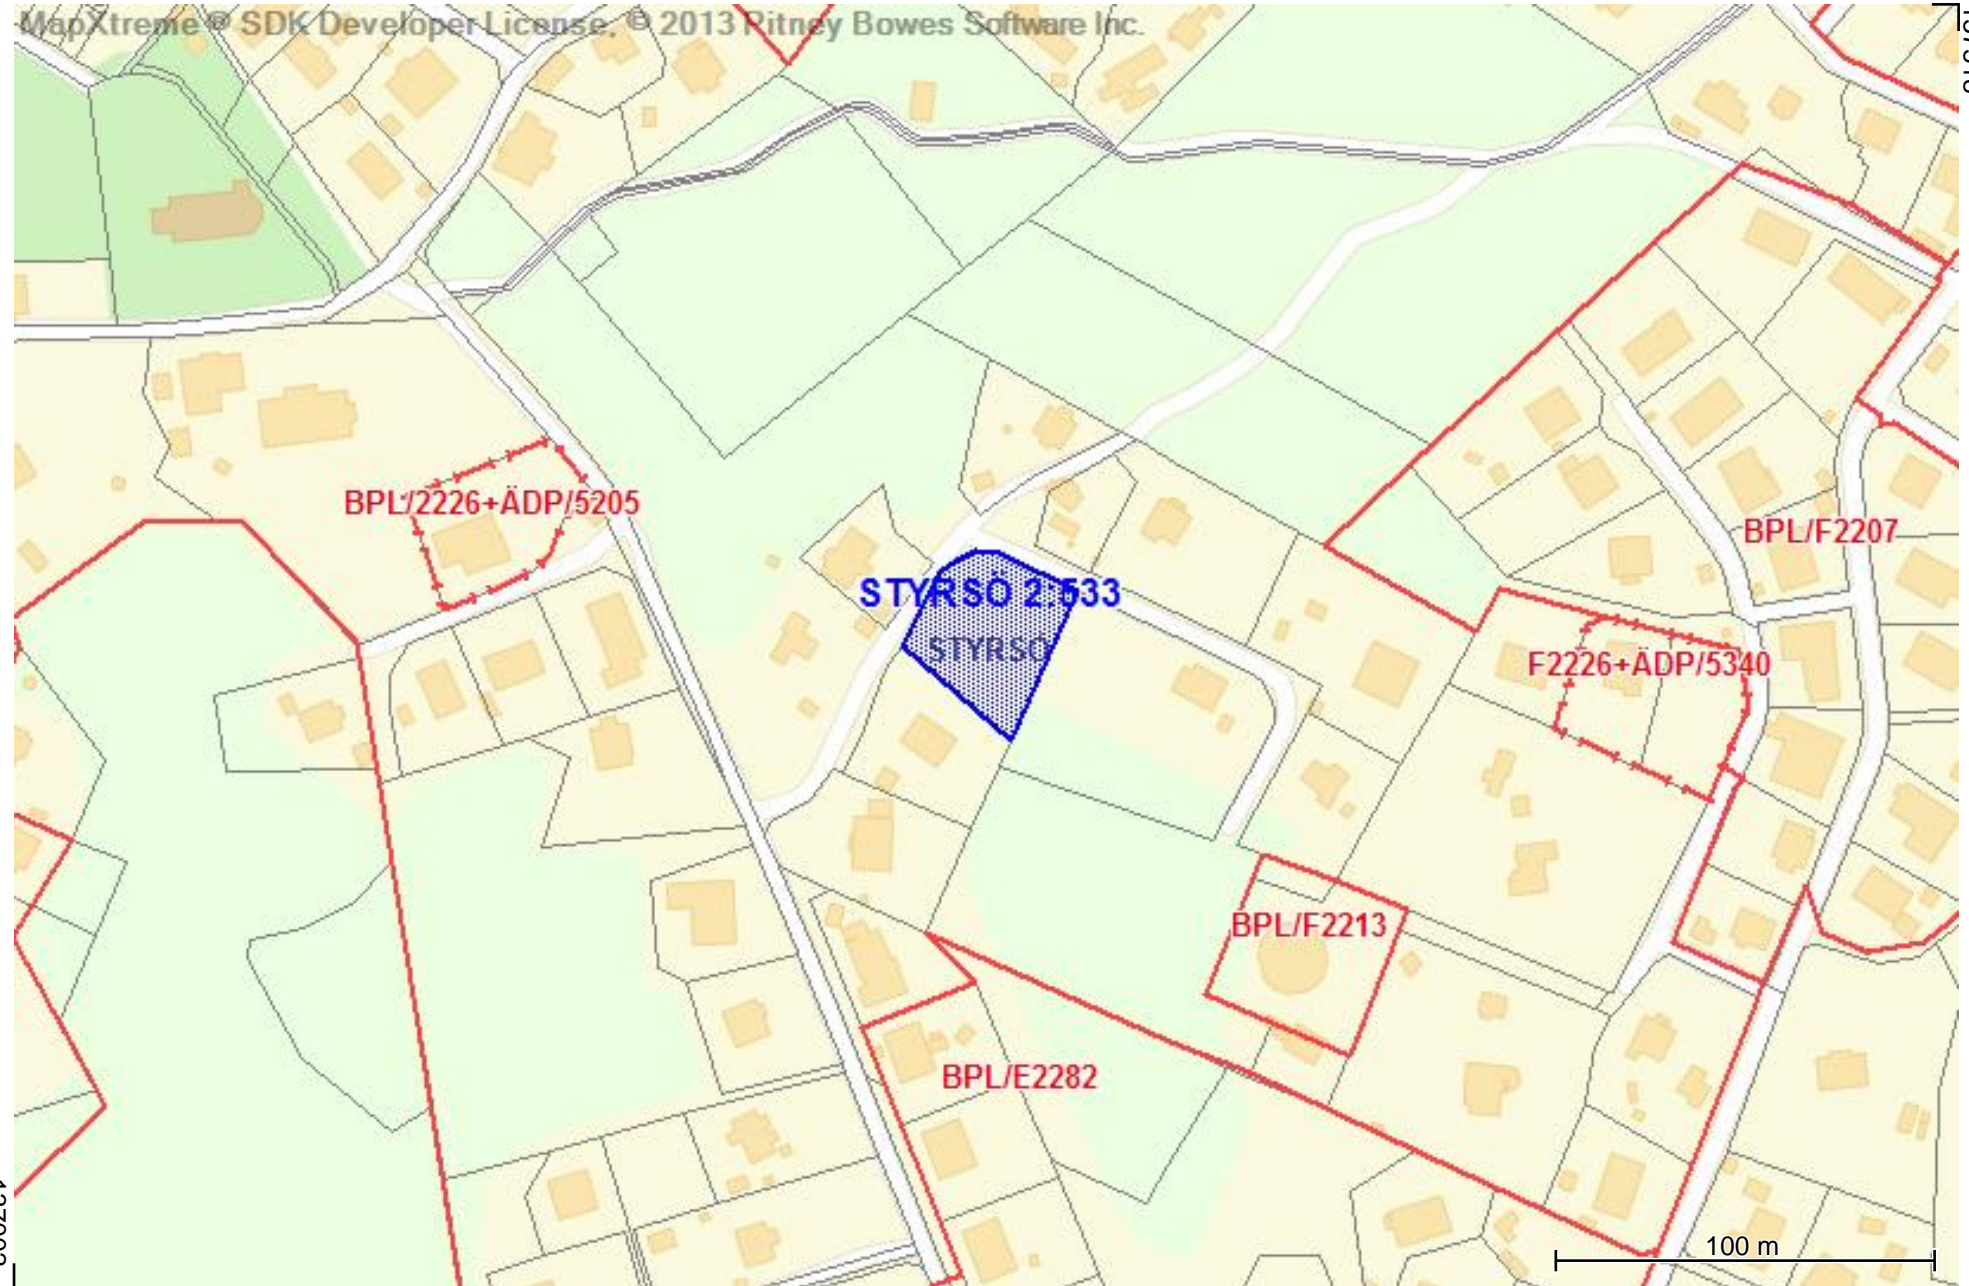 MapXtreme ® SDK Developer License, © 2013 Pitney Bowes Software Inc.
BPL/2226+ÄDP/5205
BPL/F2207
STYRSÖ 2:533
STYRSÖ
F2226+ÄDP/5340
BPL/F2213
BPL/E2282
100 m